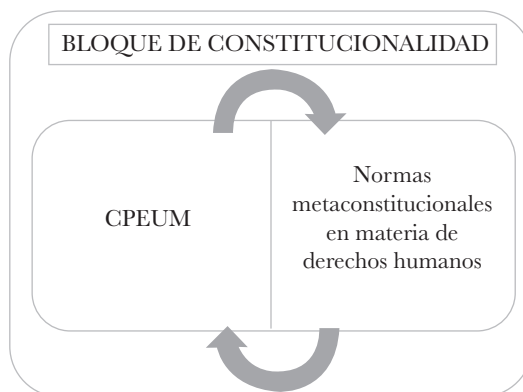 BLOQUE DE CONSTITUCIONALIDAD
CPEUM
Normas
metaconstitucionales
en materia de
derechos humanos